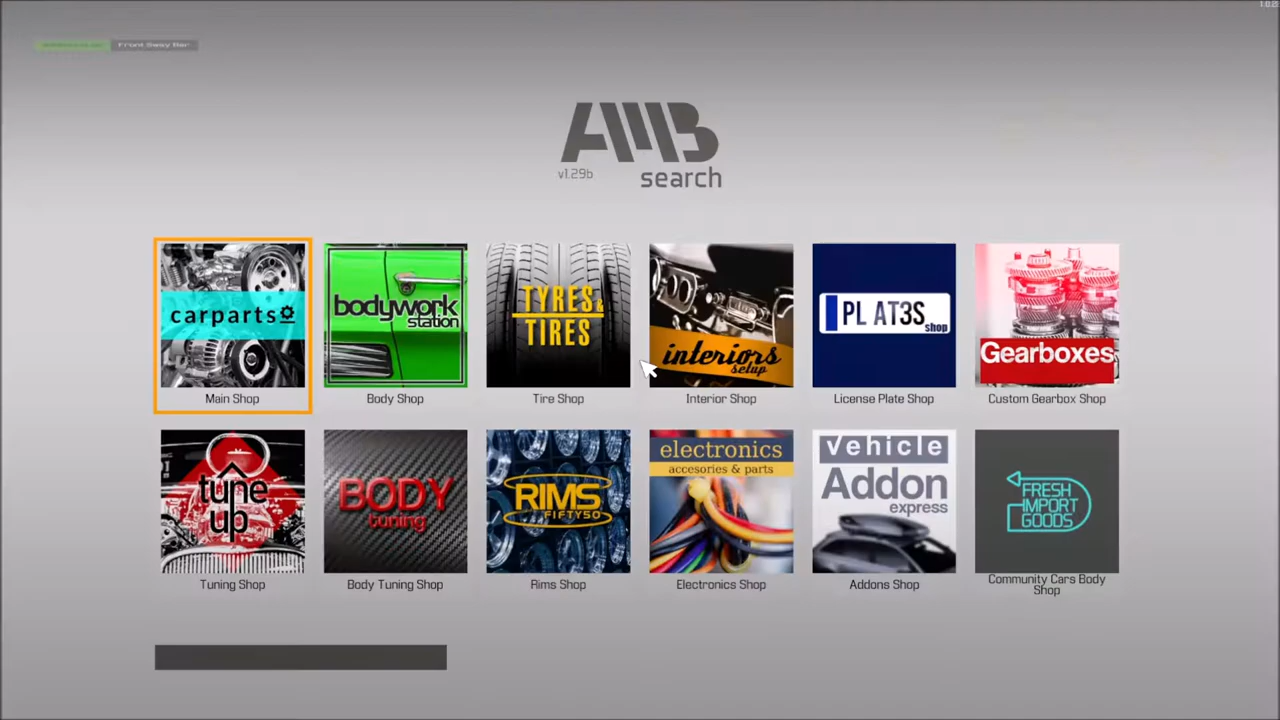 1.0.2
Front Sway Bar
AMB
v1.29b
search
carparts
Main Shop
bodywork
station
Body Shop
TYRES&
TIRES
Tire Shop
interiors
setup
Interior Shop
PL AT3S
shop
License Plate Shop
Gearboxes
Custom Gearbox Shop
tune
up
Tuning Shop
BODY
tuning
Body Tuning Shop
RIMS
FIFTY50
Rims Shop
electronics
accesories & parts
Electronics Shop
vehicle
Addon
express
Addons Shop
FRESH
IMPORT
GOODS
Community Cars Body
Shop